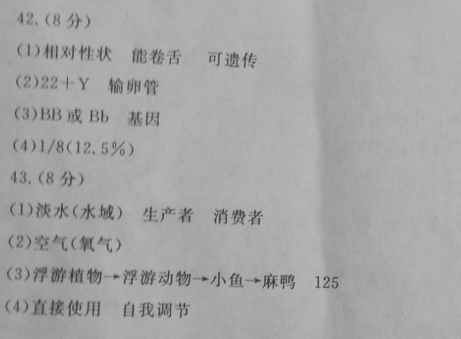 42.(8分)
(1)相对性状 能卷舌 可遗传
(2)22+Y 输卵管
(3)BB或Bb 基因
(4)1/8(12.5%)
43.(8分)
(1)淡水(水域) 生产者 消费者
(2)空气(氧气)
(3)浮游植物→浮游动物→小鱼→麻鸭 125
(4)直接使用 自我调节